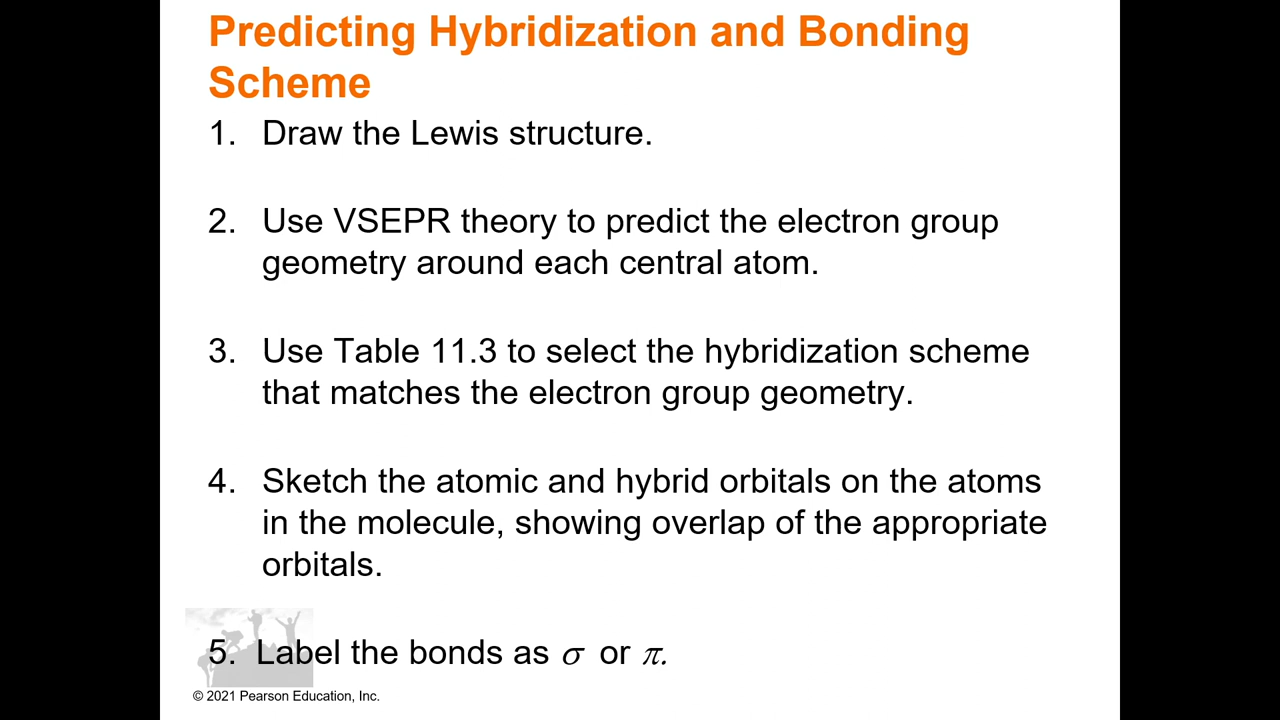 Predicting Hybridization and Bonding
Scheme
1. Draw the Lewis structure.
2. Use VSEPR theory to predict the electron group
geometry around each central atom.
3. Use Table 11.3 to select the hybridization scheme
that matches the electron group geometry.
4. Sketch the atomic and hybrid orbitals on the atoms
in the molecule, showing overlap of the appropriate
orbitals.
5. Label the bonds as σ or π.
© 2021 Pearson Education, Inc.